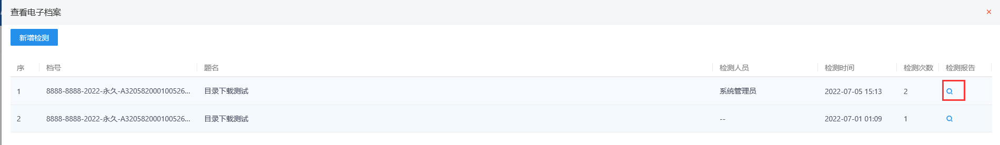 查看电子档案
新增检测
序 档号 题名 检测人员 检测时间 检测次数 检测报告
1 8888-8888-2022-永久-A320582000100526... 目录下载测试 系统管理员 2022-07-05 15:13 2
2 8888-8888-2022-永久-A320582000100526... 目录下载测试 -- 2022-07-01 01:09 1